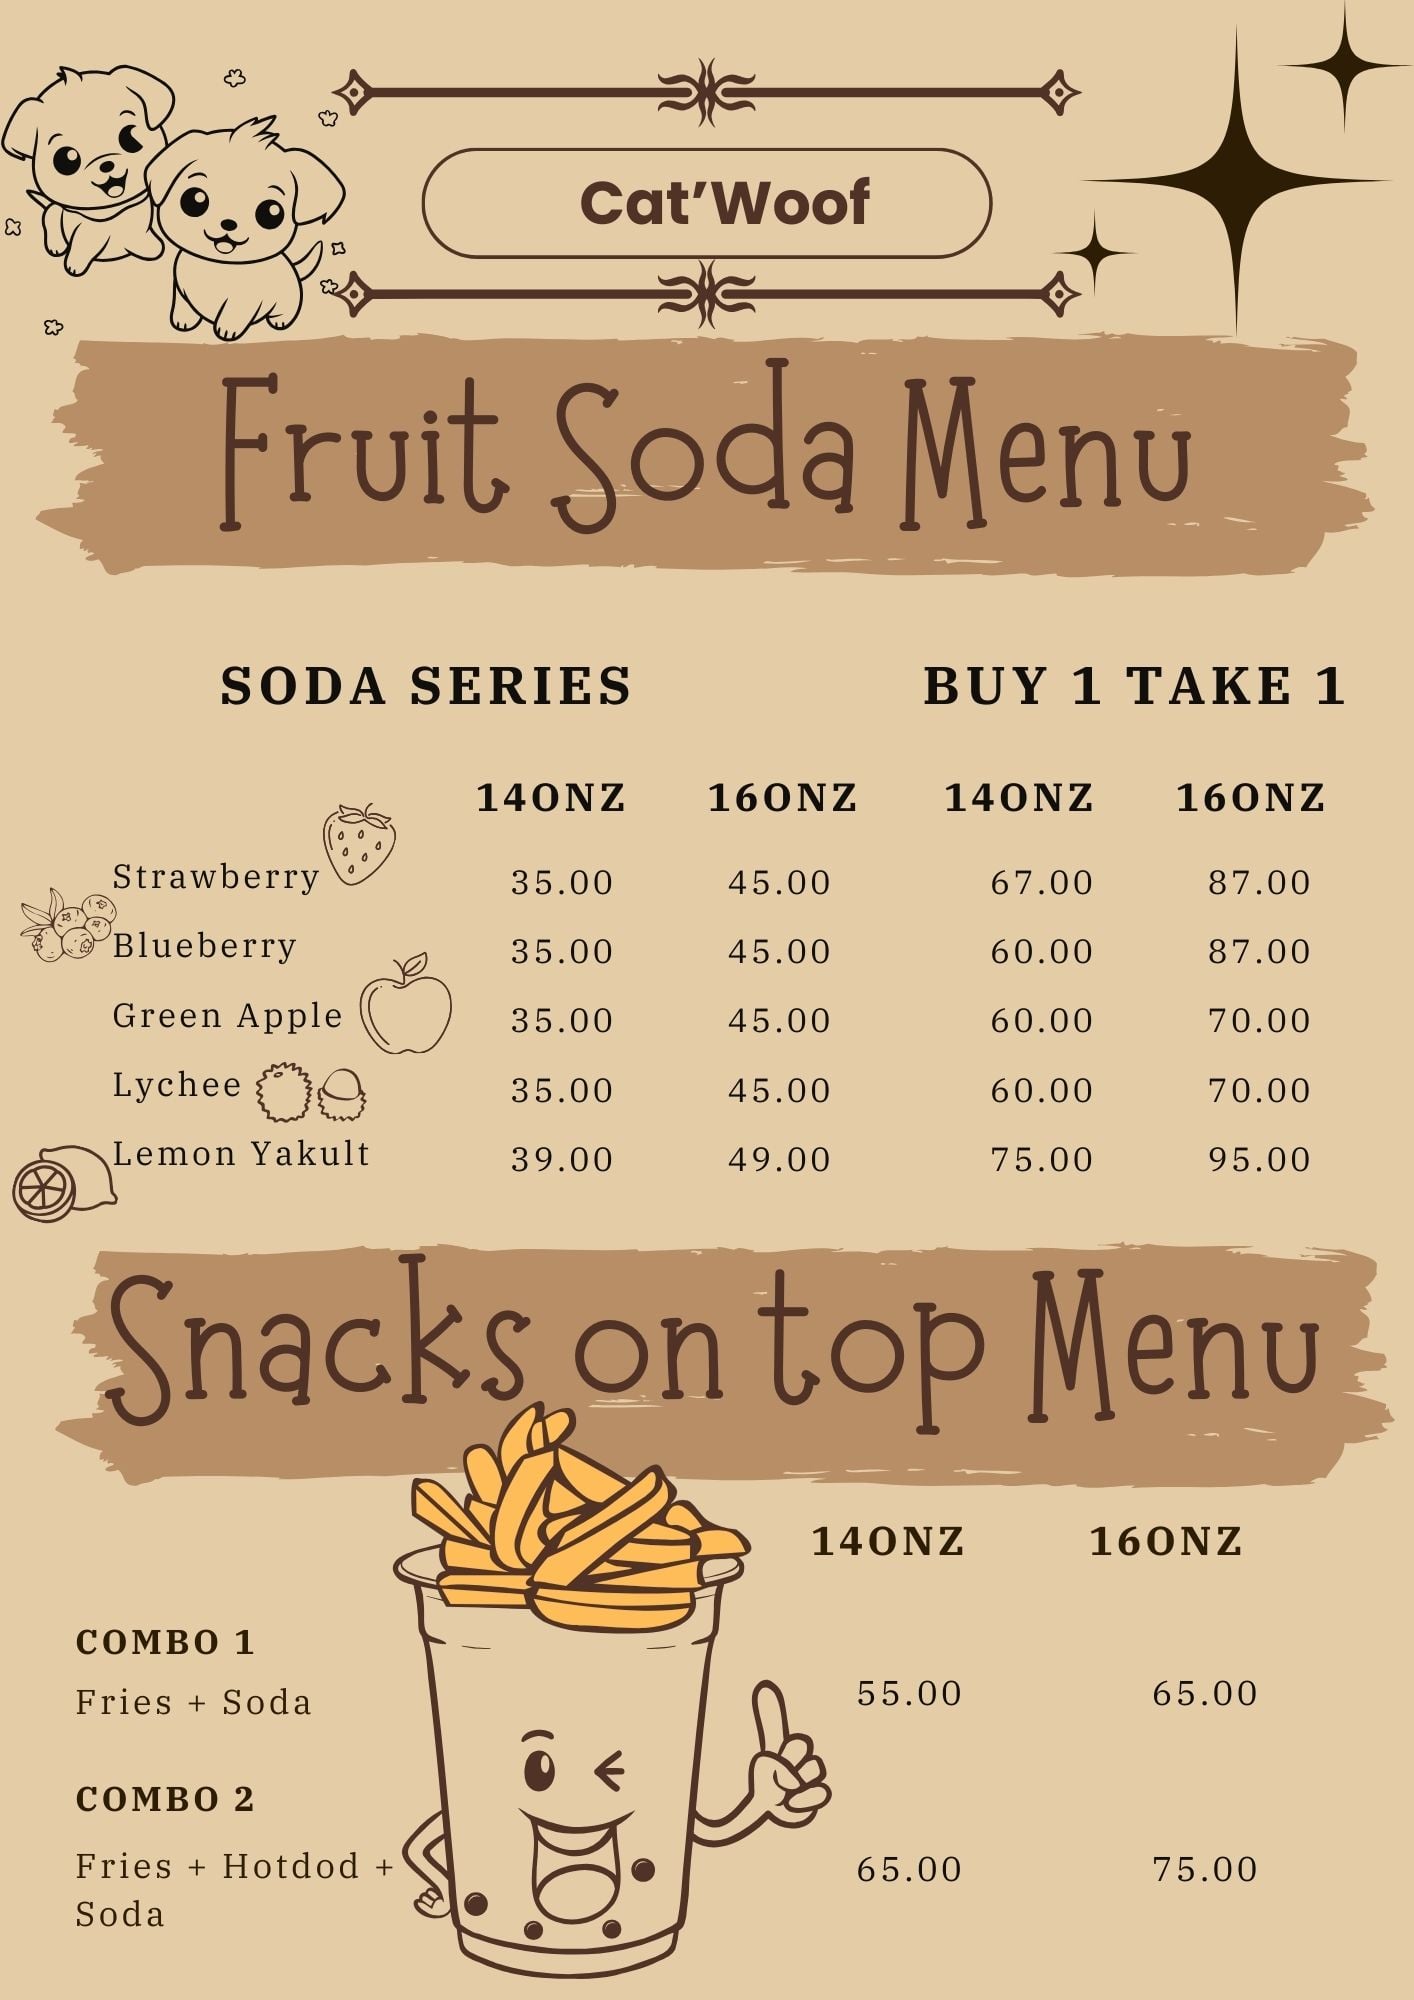 Cat’Woof
Fruit Soda Menu
SODA SERIES BUY 1 TAKE 1
14ONZ 16ONZ 14ONZ 16ONZ
Strawberry 35.00 45.00 67.00 87.00
Blueberry 35.00 45.00 60.00 87.00
Green Apple 35.00 45.00 60.00 70.00
Lychee 35.00 45.00 60.00 70.00
Lemon Yakult 39.00 49.00 75.00 95.00
Snacks on top Menu
14ONZ 16ONZ
COMBO 1
Fries + Soda 55.00 65.00
COMBO 2
Fries + Hotdod + 65.00 75.00
Soda